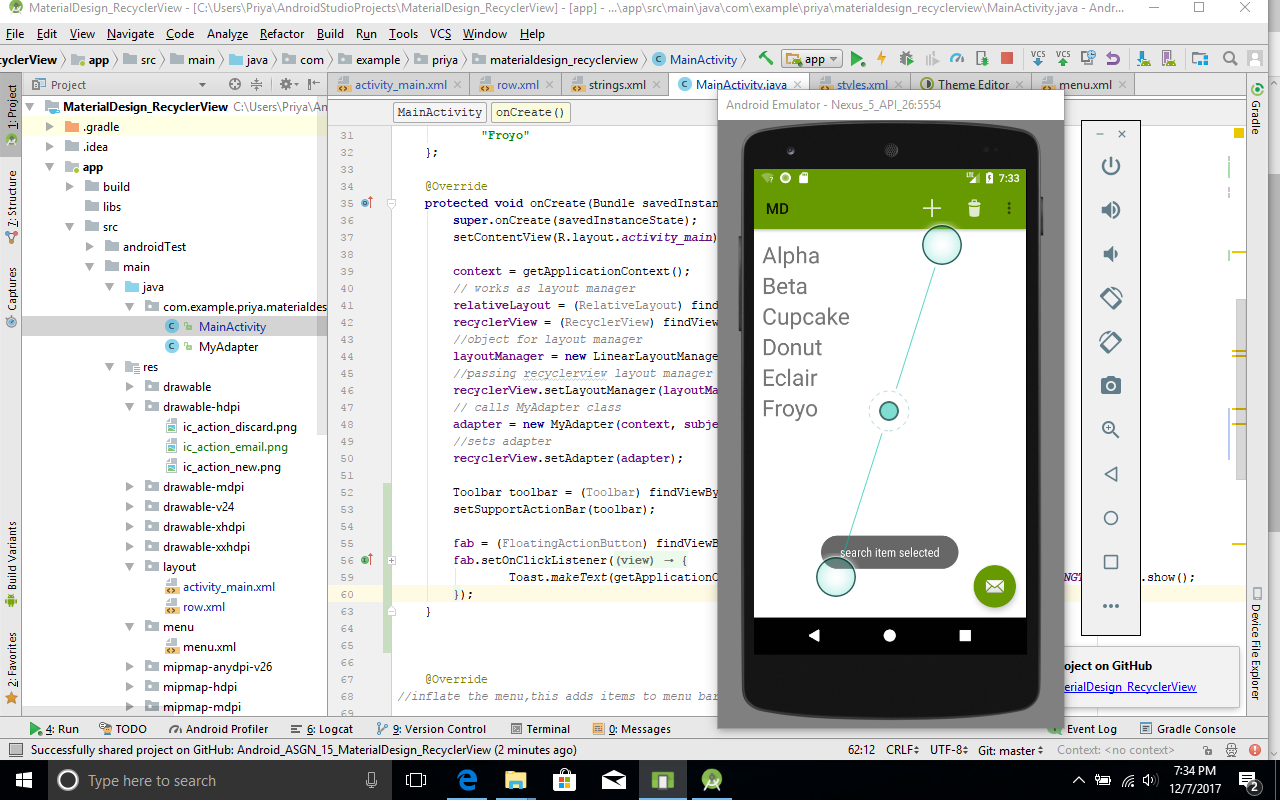 MaterialDesign_RecyclerView - [C:\Users\Priya\AndroidStudioProjects\MaterialDesign_RecyclerView] - [app] - ...\app\src\main\java\com\example\priya\materialdesign_recyclerview\MainActivity.java - Andr...
File Edit View Navigate Code Analyze Refactor Build Run Tools VCS Window Help
cyclerView app src main java com example priya materialdesign_recyclerview MainActivity app VCS VCS
Project
activity_main.xml row.xml strings.xml MainActivity.java styles.xml Theme Editor menu.xml
1: Project
7: Structure
Captures
Build Variants
2: Favorites
MaterialDesign_RecyclerView C:\Users\Priya\An
.gradle
.idea
app
build
libs
src
androidTest
main
java
com.example.priya.materialdes
MainActivity
MyAdapter
res
drawable
drawable-hdpi
ic_action_discard.png
ic_action_email.png
ic_action_new.png
drawable-mdpi
drawable-v24
drawable-xhdpi
drawable-xxhdpi
layout
activity_main.xml
row.xml
menu
menu.xml
mipmap-anydpi-v26
mipmap-hdpi
mipmap-mdpi
MainActivity onCreate()
31 "Froyo"
32 };
33
34 @Override
35 protected void onCreate(Bundle savedInsta
36 super.onCreate(savedInstanceState);
37 setContentView(R.layout.activity_main)
38
39 context = getApplicationContext();
40 // works as layout manager
41 relativeLayout = (RelativeLayout) find
42 recyclerView = (RecyclerView) findView
43 //object for layout manager
44 layoutManager = new LinearLayoutManage
45 //passing recyclerview layout manager
46 recyclerView.setLayoutManager(layoutMa
47 // calls MyAdapter class
48 adapter = new MyAdapter(context, subje
49 //sets adapter
50 recyclerView.setAdapter(adapter);
51
52 Toolbar toolbar = (Toolbar) findViewBy
53 setSupportActionBar(toolbar);
54
55 fab = (FloatingActionButton) findViewB
56 fab.setOnClickListener((view) → {
59 Toast.makeText(getApplicationC
60 });
63 }
64
65
66
67 @Override
68 //inflate the menu,this adds items to menu bar
69
.show();
Android Emulator - Nexus_5_API_26:5554
LTE 7:33
MD
Alpha
Beta
Cupcake
Donut
Eclair
Froyo
search item selected
Gradle
Device File Explorer
oject on GitHub
erialDesign_RecyclerView
4: Run TODO Android Profiler 6: Logcat 9: Version Control Terminal 0: Messages Event Log Gradle Console
Successfully shared project on GitHub: Android_ASGN_15_MaterialDesign_RecyclerView (2 minutes ago) 62:12 CRLF UTF-8 Git: master Context: <no context>
Type here to search
7:34 PM
12/7/2017
2